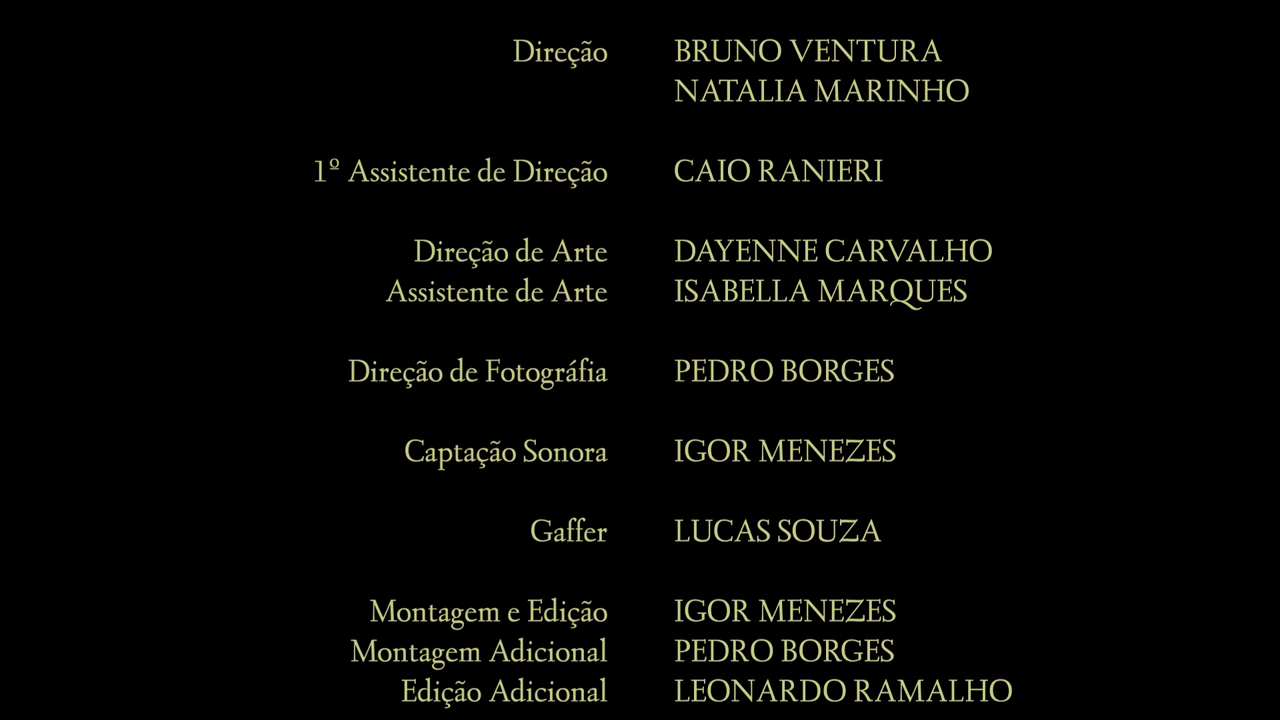 Direção BRUNO VENTURA
NATALIA MARINHO
1º Assistente de Direção CAIO RANIERI
Direção de Arte DAYENNE CARVALHO
Assistente de Arte ISABELLA MARQUES
Direção de Fotográfia PEDRO BORGES
Captação Sonora IGOR MENEZES
Gaffer LUCAS SOUZA
Montagem e Edição IGOR MENEZES
Montagem Adicional PEDRO BORGES
Edição Adicional LEONARDO RAMALHO